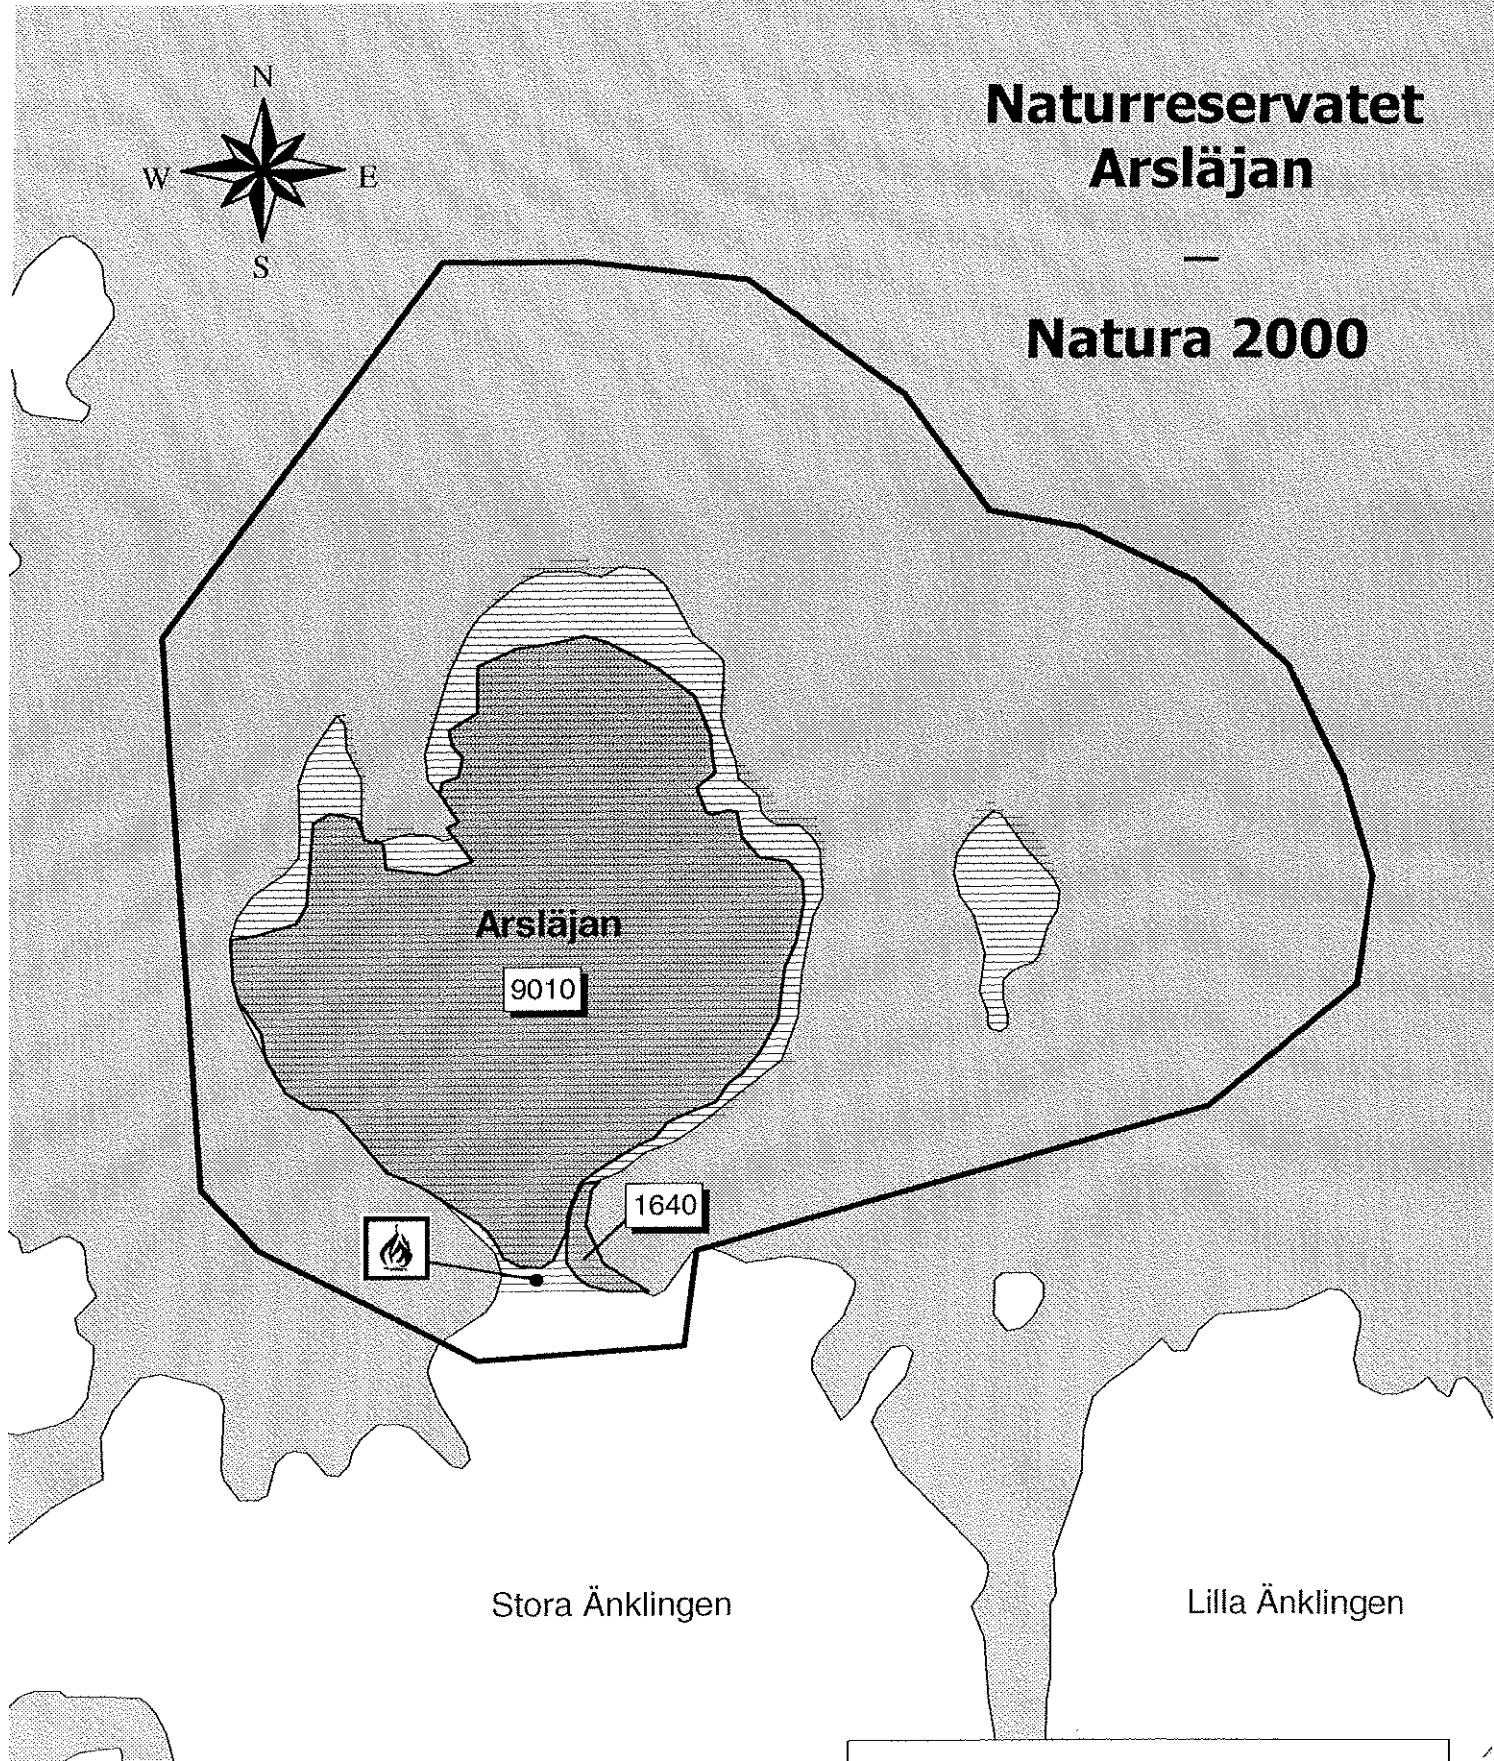 N
W E
S
Naturreservatet
Arsläjan
—
Natura 2000
Arsläjan
9010
1640
Stora Änklingen
Lilla Änklingen